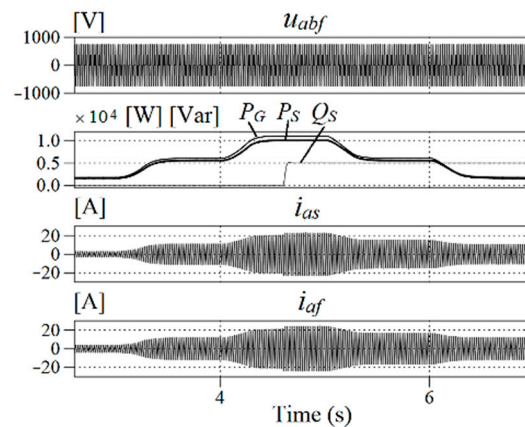 [V] u_abf
1000
0
-1000
×10^4 [W] [Var] P_G P_S Q_S
1.0
0.5
0.0
[A] i_as
20
0
-20
[A] i_af
20
0
-20
4 6
Time (s)